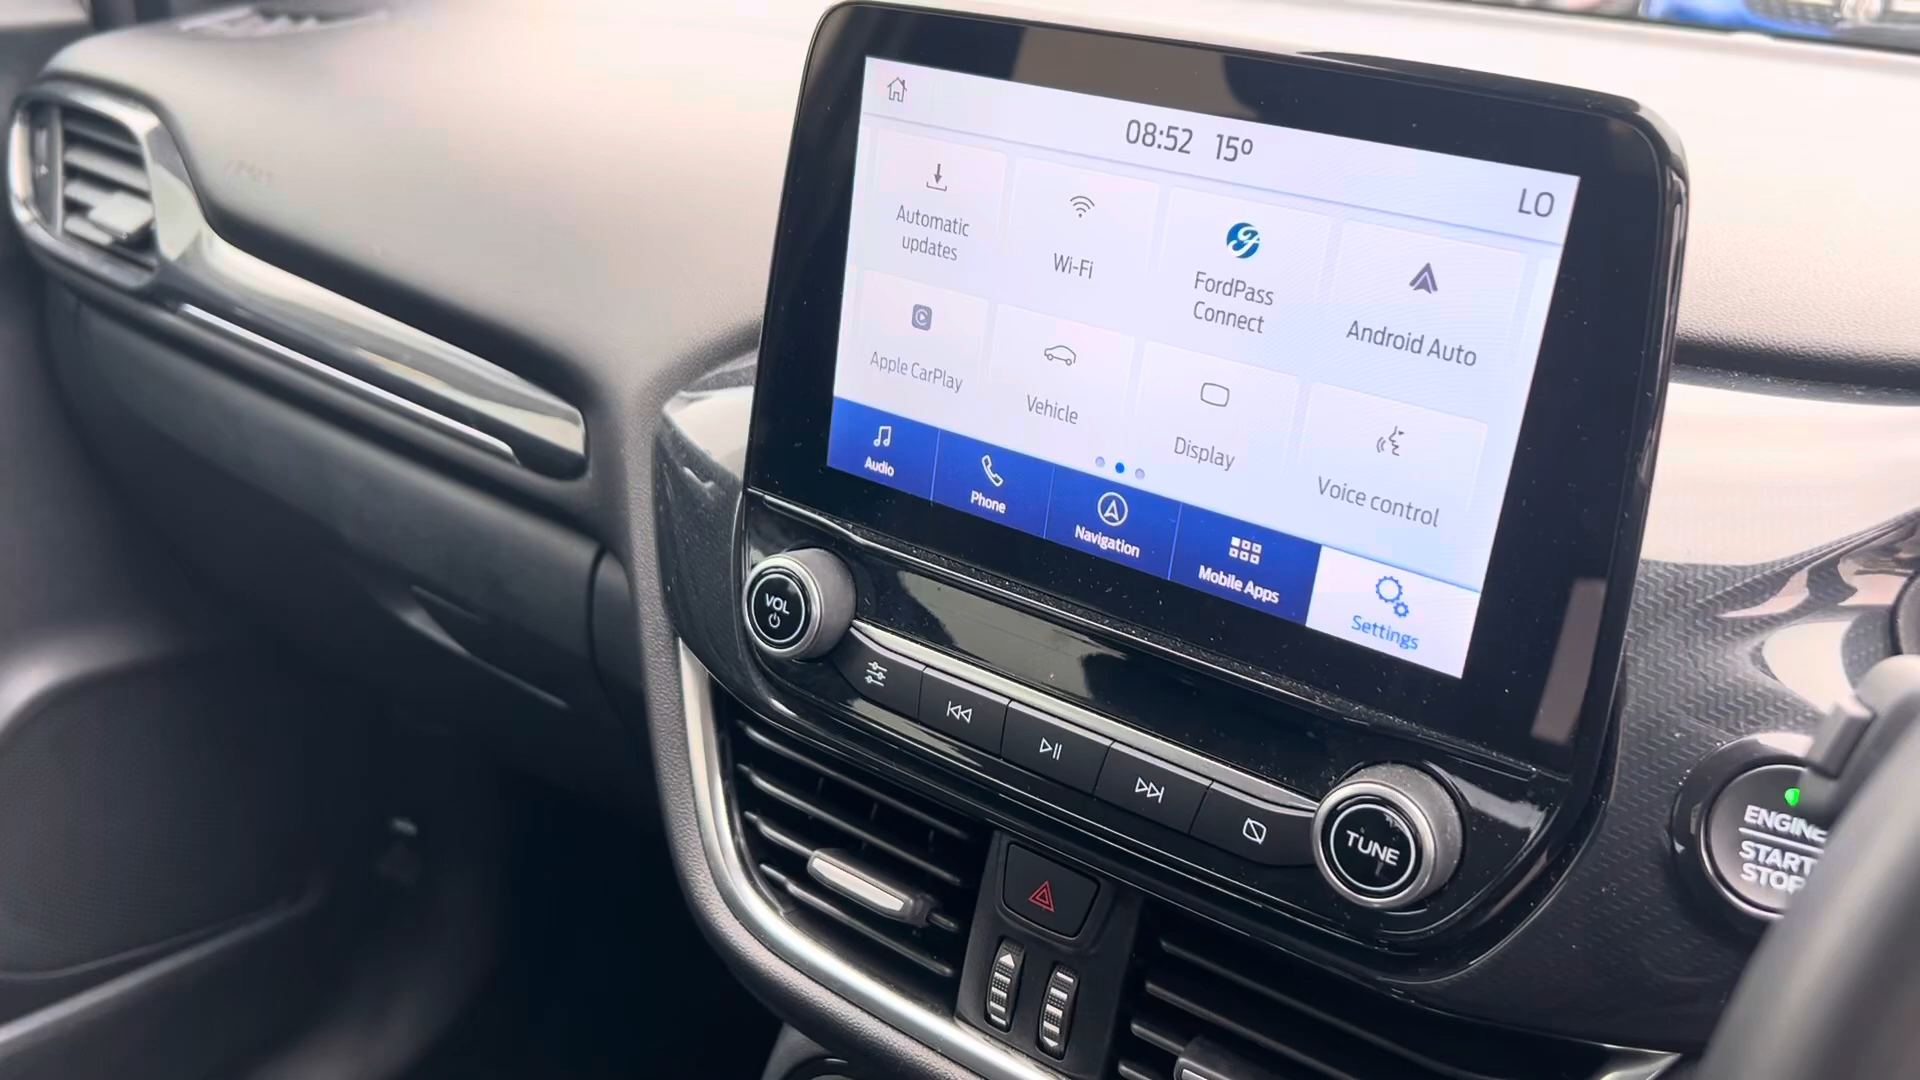 08:52 15º
LO
Automatic
updates
Wi-Fi
FordPass
Connect
Android Auto
Apple CarPlay
Vehicle
Display
Voice control
Audio
Phone
Navigation
Mobile Apps
Settings
VOL
TUNE
ENGINE
START
STOP